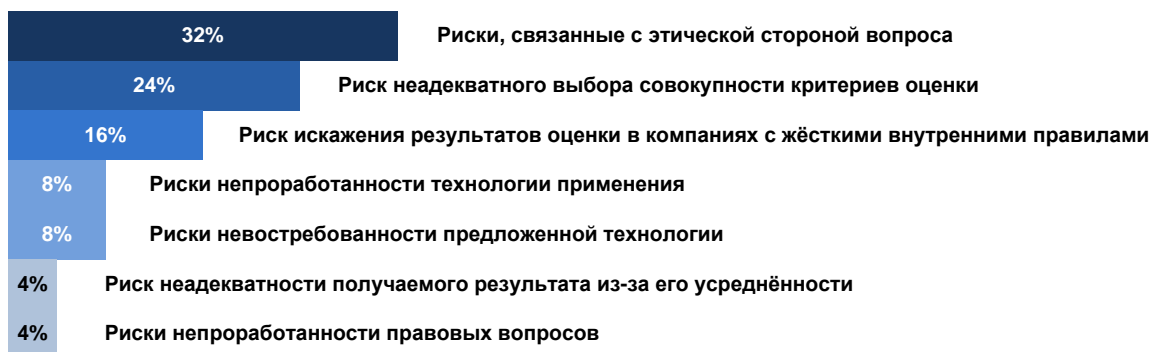 32% Риски, связанные с этической стороной вопроса
24% Риск неадекватного выбора совокупности критериев оценки
16% Риск искажения результатов оценки в компаниях с жёсткими внутренними правилами
8% Риски непроработанности технологии применения
8% Риски невостребованности предложенной технологии
4% Риск неадекватности получаемого результата из-за его усреднённости
4% Риски непроработанности правовых вопросов